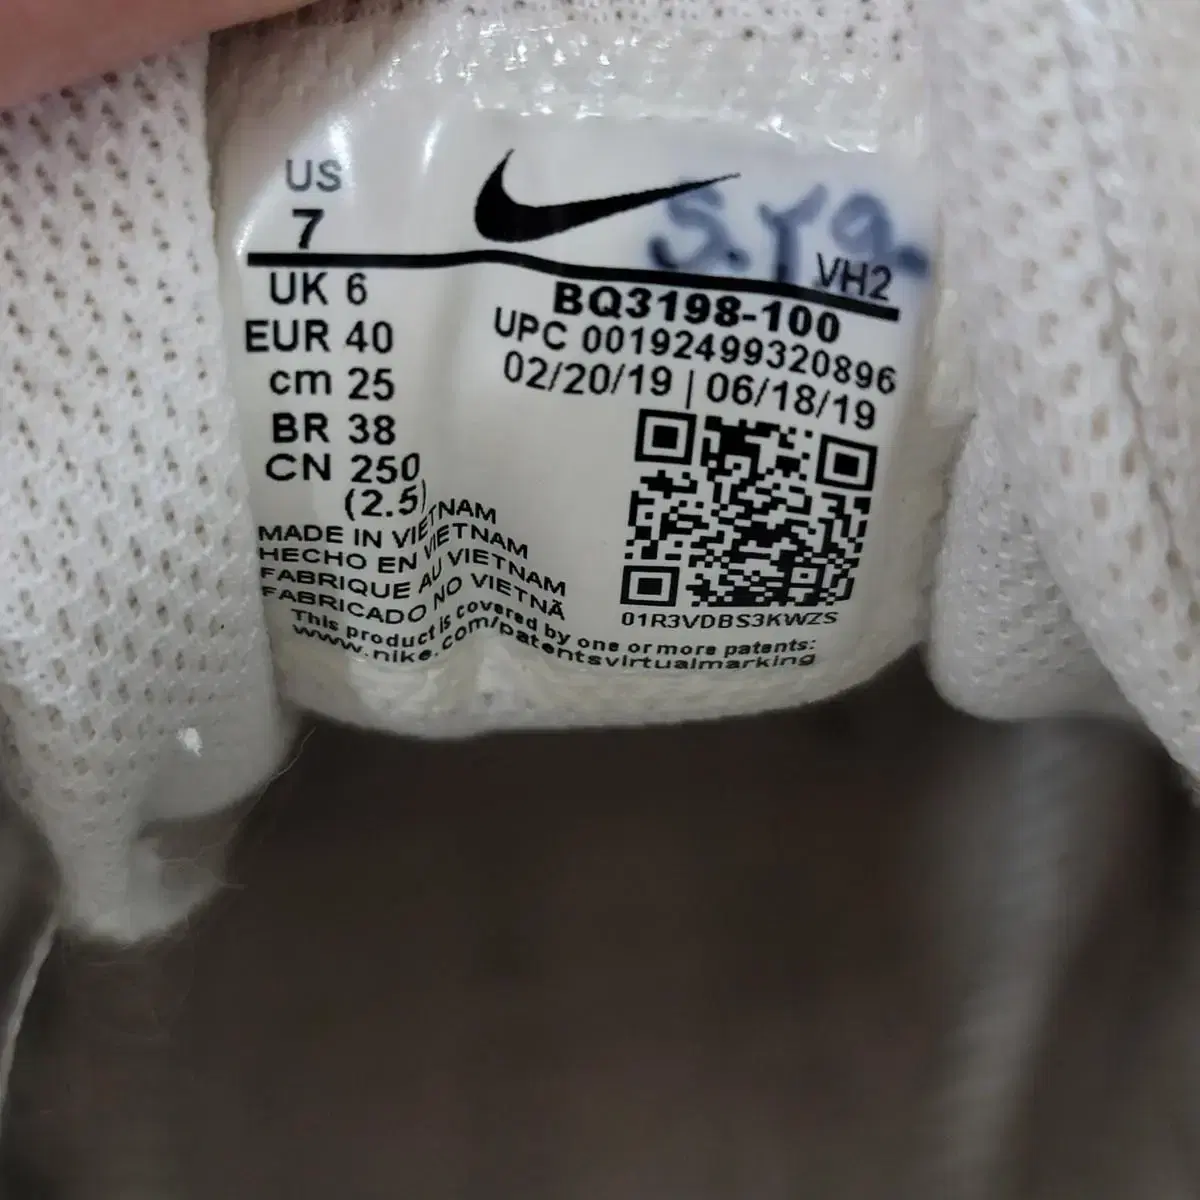 US
7
S.Y9.
VH2
UK 6
EUR 40
cm 25
BR 38
CN 250
(2.5)
BQ3198-100
UPC 00192499320896
02/20/19 | 06/18/19
MADE IN VIETNAM
HECHO EN VIETNAM
FABRIQUE AU VIETNAM
FABRICADO NO VIETNÃ
01R3VDBS3KWZS
This product is covered by one or more patents:
www.nike.com/patentsvirtualmarking